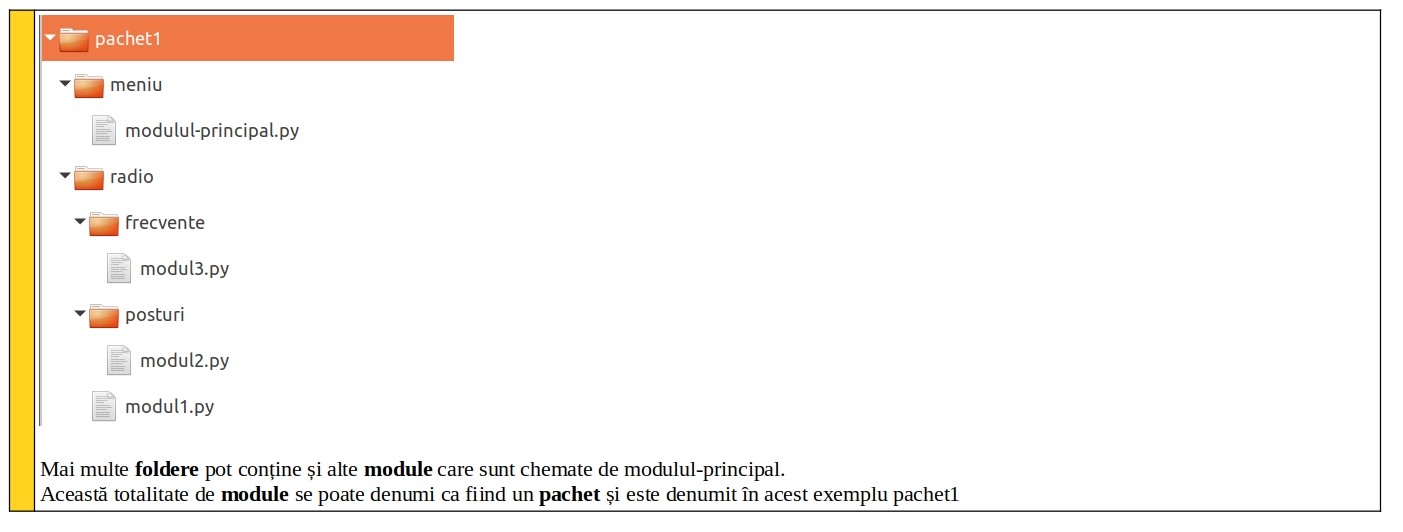 pachet1
meniu
modulul-principal.py
radio
frecvente
modul3.py
posturi
modul2.py
modul1.py
Mai multe foldere pot conține și alte module care sunt chemate de modulul-principal.
Această totalitate de module se poate denumi ca fiind un pachet și este denumit în acest exemplu pachet1